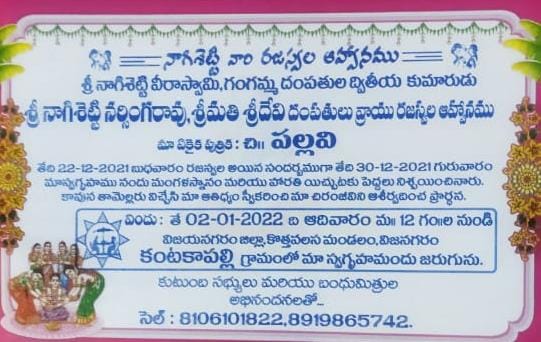 నాగిశెట్టి వారి రజస్వల ఆహ్వానము
శ్రీ నాగిశెట్టి వీరాస్వామి, గంగమ్మ దంపతుల ద్వితీయ కుమారుడు
శ్రీ నాగిశెట్టి నర్సింగరావు, శ్రీమతి శ్రీదేవి దంపతులు వ్రాయు రజస్వల ఆహ్వానము
మా ఏకైక పుత్రిక : చి॥ పల్లవి
తేది 22-12-2021 బుధవారం రజస్వల అయిన సందర్భముగా తేది 30-12-2021 గురువారం
మాస్వగృహము నందు మంగళస్నానం మరియు హారతి యిచ్చుటకు పెద్దలు నిశ్చయించినారు.
కావున తామెల్లరు విచ్చేసి మా ఆతిధ్యం స్వీకరించి మా చిరంజీవిని ఆశీర్వదించ ప్రార్థన.
విందు : తే 02-01-2022 ది ఆదివారం మ॥ 12 గం॥ల నుండి
విజయనగరం జిల్లా, కొత్తవలస మండలం, విజినగరం
కంటకాపల్లి గ్రామంలో మా స్వగృహమందు జరుగును.
కుటుంబ సభ్యులు మరియు బంధుమిత్రుల
అభినందనలతో...
సెల్ : 8106101822,8919865742.